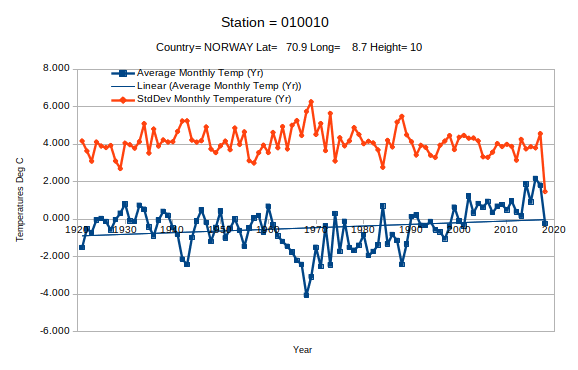 Station = 010010
Country= NORWAY Lat= 70.9 Long= 8.7 Height= 10
8.000
Average Monthly Temp (Yr)
Linear (Average Monthly Temp (Yr))
StdDev Monthly Temperature (Yr)
6.000
4.000
2.000
0.000
1920 1930 1940 1950 1960 1970 1980 1990 2000 2010 2020
-2.000
-4.000
-6.000
Temperatures Deg C
Year